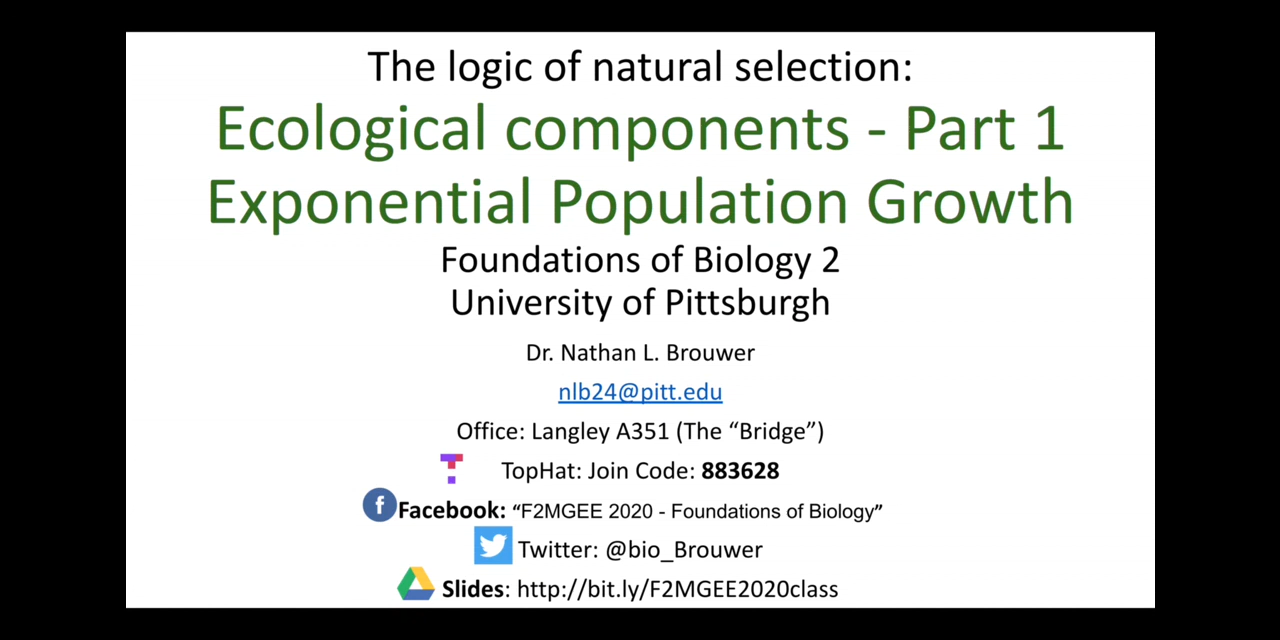 The logic of natural selection:
Ecological components - Part 1
Exponential Population Growth
Foundations of Biology 2
University of Pittsburgh
Dr. Nathan L. Brouwer
nlb24@pitt.edu
Office: Langley A351 (The “Bridge”)
TopHat: Join Code: 883628
Facebook: “F2MGEE 2020 - Foundations of Biology”
Twitter: @bio_Brouwer
Slides: http://bit.ly/F2MGEE2020class